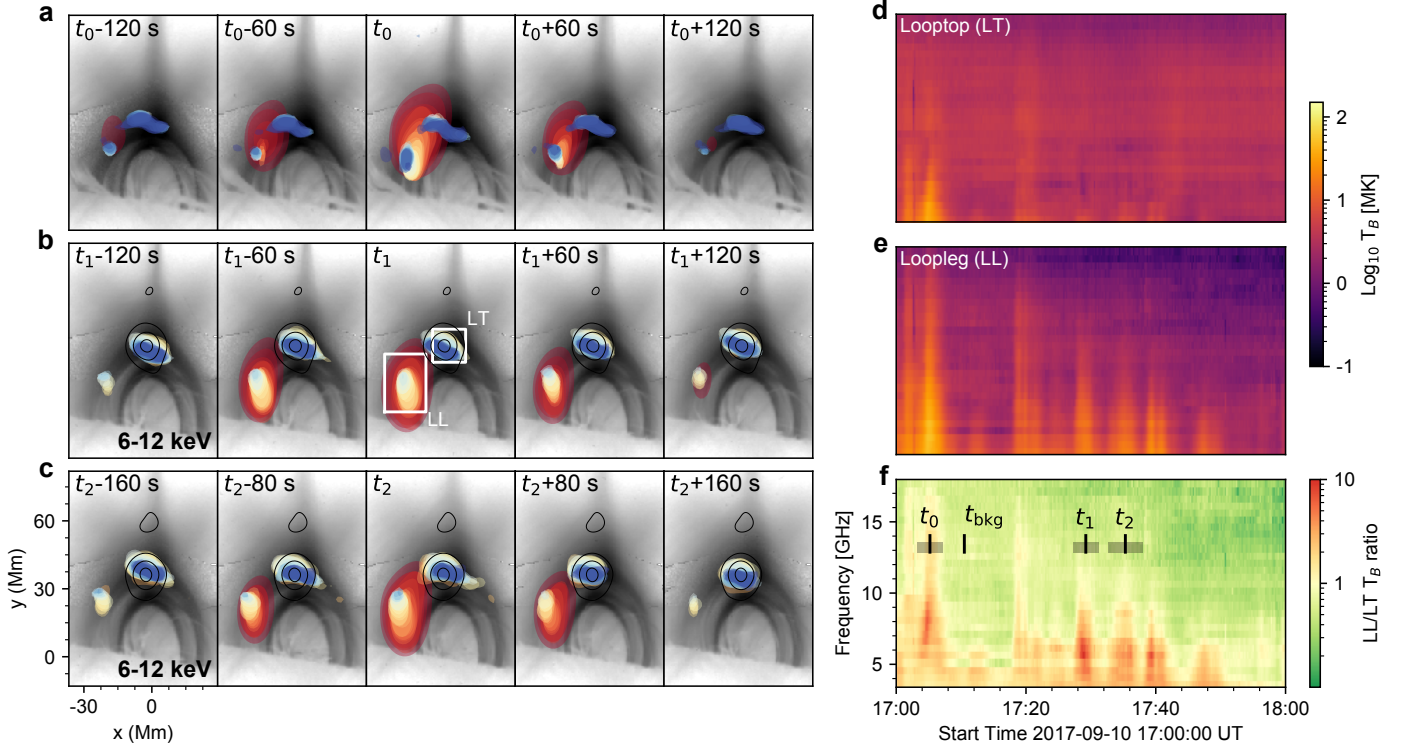 a
t₀-120 s
t₀-60 s
t₀
t₀+60 s
t₀+120 s
b
t₁-120 s
t₁-60 s
t₁
t₁+60 s
t₁+120 s
LT
LL
6-12 keV
c
t₂-160 s
t₂-80 s
t₂
t₂+80 s
t₂+160 s
60
30
0
y (Mm)
6-12 keV
-30
0
x (Mm)
d
Looptop (LT)
e
Loopleg (LL)
2
1
0
-1
Log₁₀ T_B [MK]
f
t₀
t_bkg
t₁
t₂
15
10
5
Frequency [GHz]
17:00
17:20
17:40
18:00
Start Time 2017-09-10 17:00:00 UT
10
1
LL/LT T_B ratio